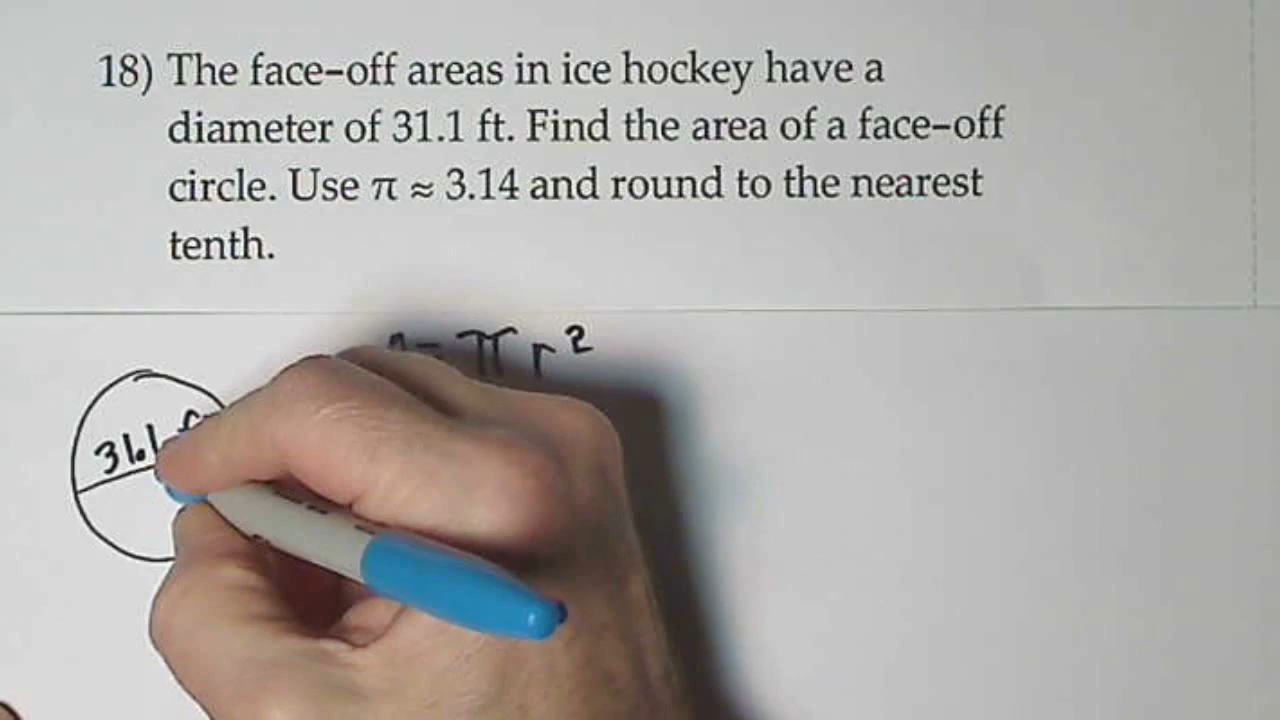 18) The face-off areas in ice hockey have a
diameter of 31.1 ft. Find the area of a face-off
circle. Use π ≈ 3.14 and round to the nearest
tenth.
= π r²
31.1